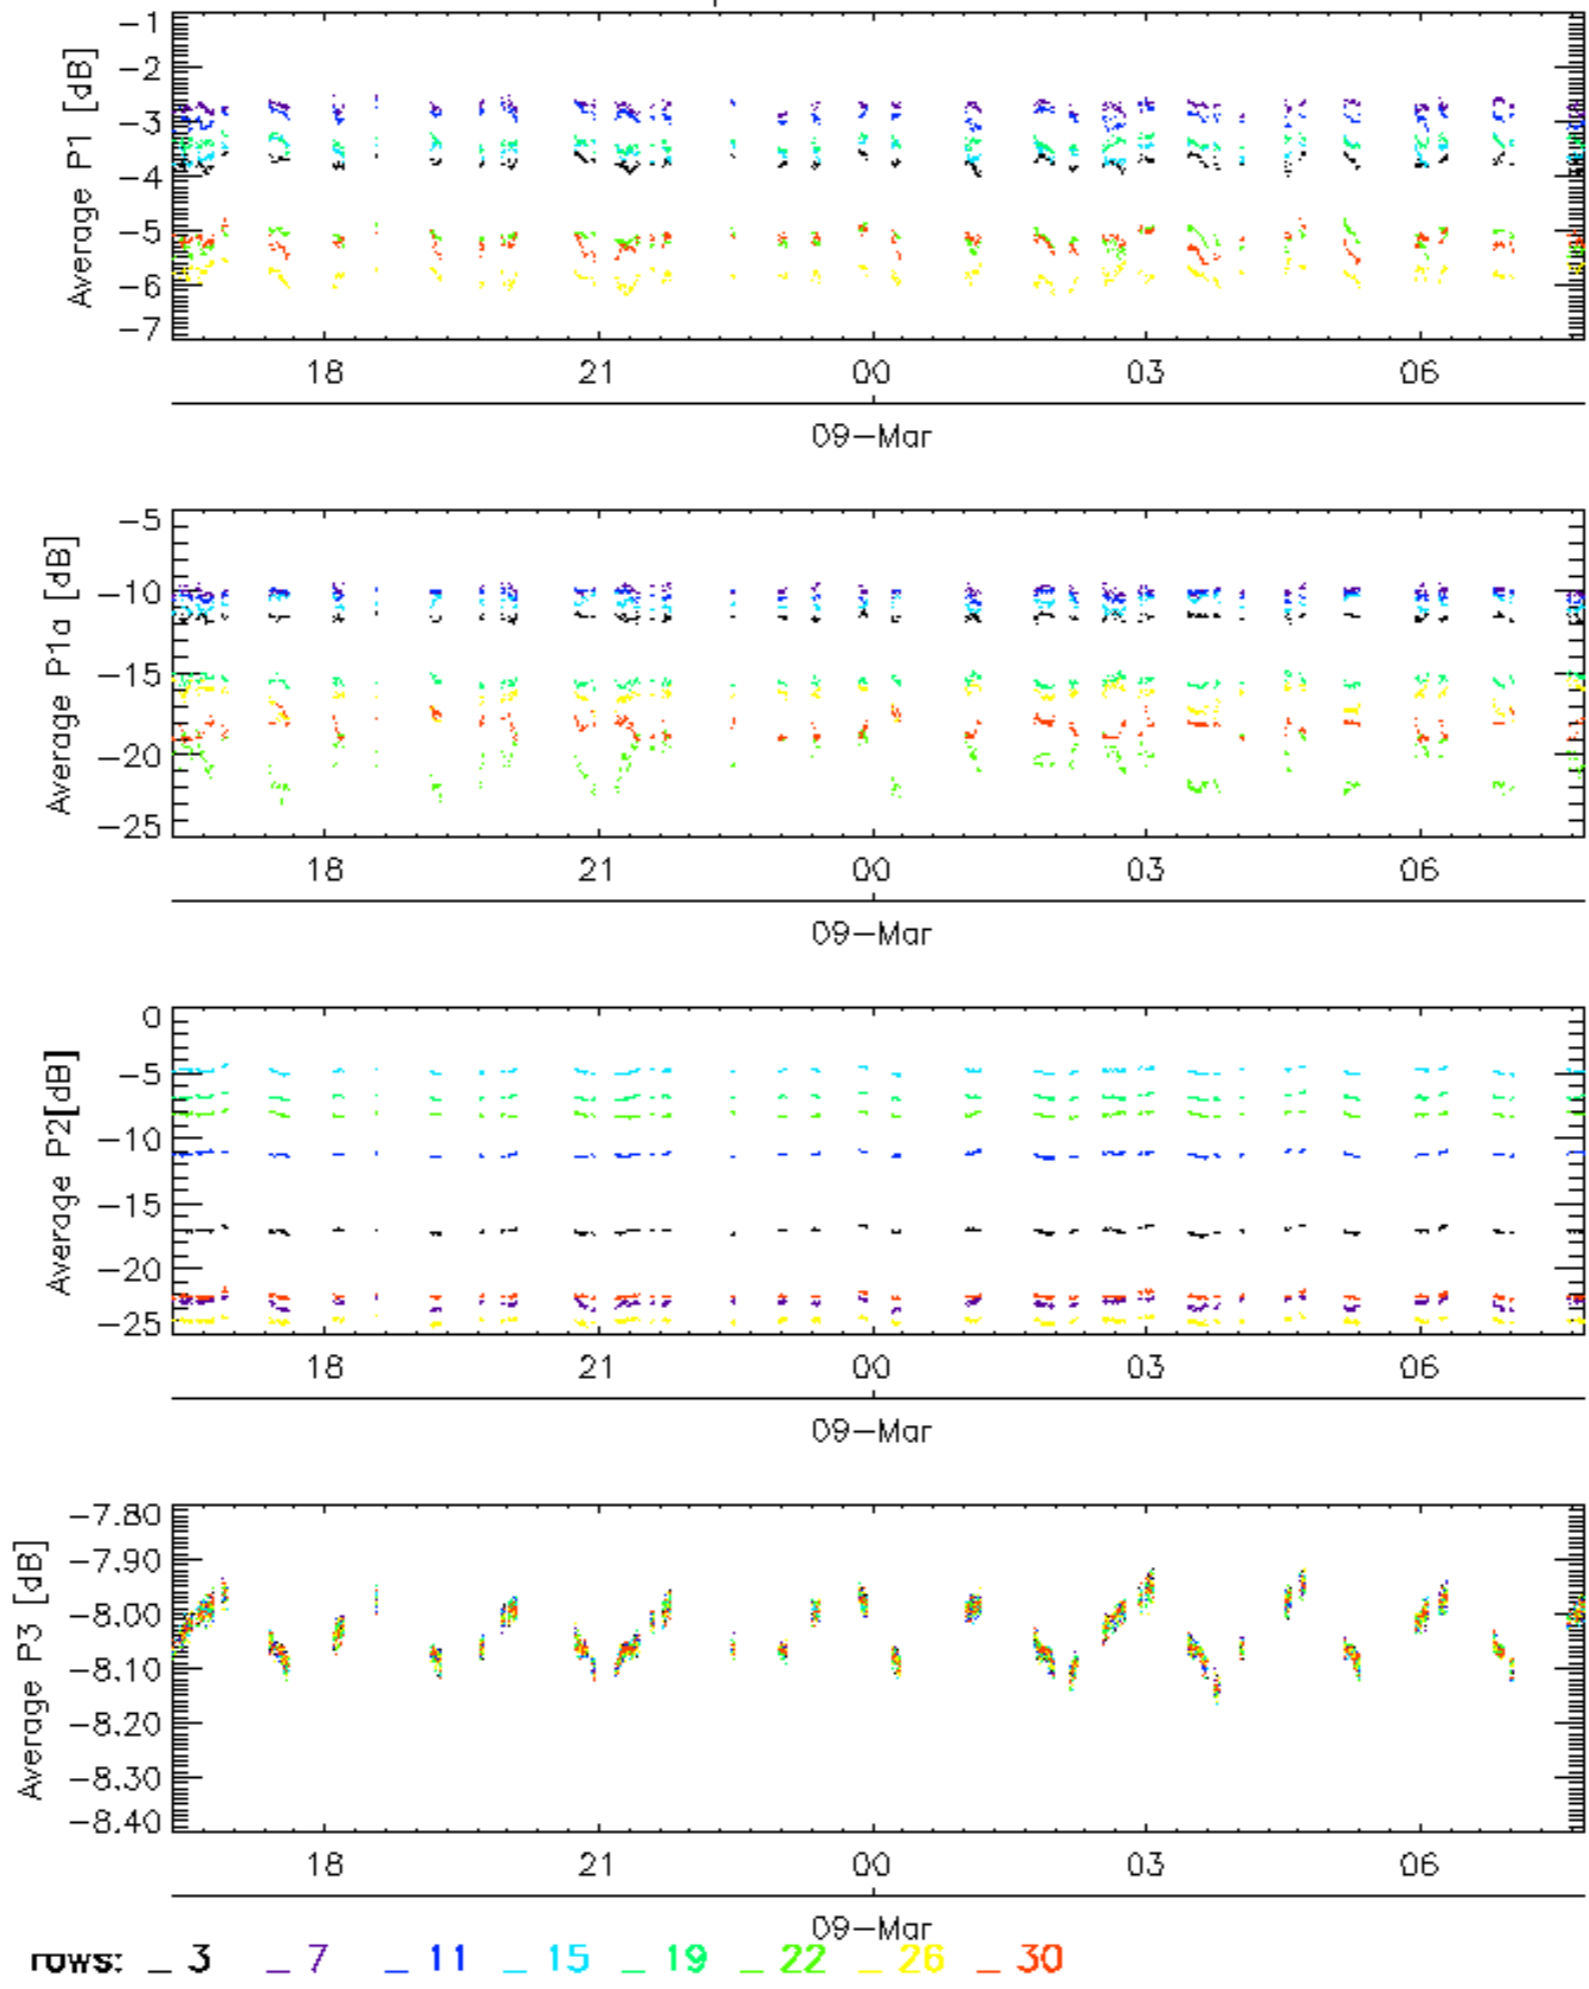 Average P1 [dB]
-1
-2
-3
-4
-5
-6
-7
18 21 00 03 06
09-Mar
Average P1a [dB]
-5
-10
-15
-20
-25
18 21 00 03 06
09-Mar
Average P2[dB]
0
-5
-10
-15
-20
-25
18 21 00 03 06
09-Mar
Average P3 [dB]
-7.80
-7.90
-8.00
-8.10
-8.20
-8.30
-8.40
18 21 00 03 06
09-Mar
rows: _ 3 _ 7 _ 11 _ 15 _ 19 _ 22 _ 26 _ 30